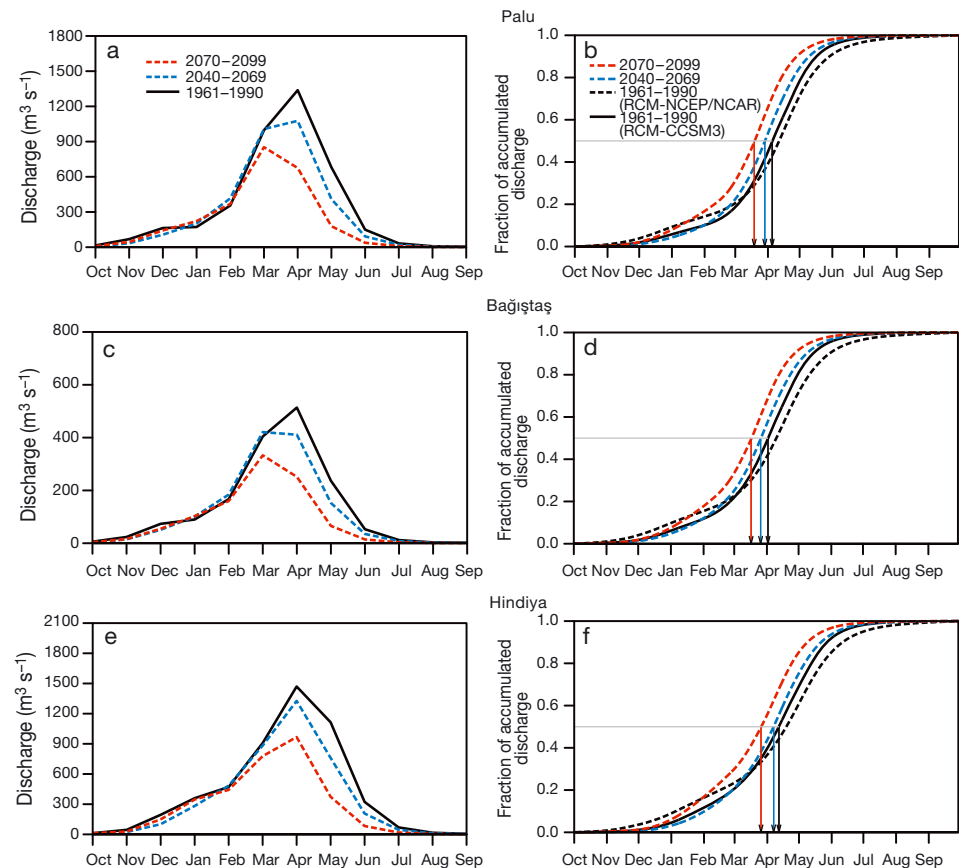 Palu
a
2070–2099
2040–2069
1961–1990
Discharge (m³ s⁻¹)
1800
1500
1200
900
600
300
0
Oct Nov Dec Jan Feb Mar Apr May Jun Jul Aug Sep
b
2070–2099
2040–2069
1961–1990
(RCM-NCEP/NCAR)
1961–1990
(RCM-CCSM3)
Fraction of accumulated
discharge
1.0
0.8
0.6
0.4
0.2
0.0
Oct Nov Dec Jan Feb Mar Apr May Jun Jul Aug Sep
Bağıştaş
c
Discharge (m³ s⁻¹)
800
600
400
200
0
Oct Nov Dec Jan Feb Mar Apr May Jun Jul Aug Sep
d
Fraction of accumulated
discharge
1.0
0.8
0.6
0.4
0.2
0.0
Oct Nov Dec Jan Feb Mar Apr May Jun Jul Aug Sep
Hindiya
e
Discharge (m³ s⁻¹)
2100
1800
1500
1200
900
600
300
0
Oct Nov Dec Jan Feb Mar Apr May Jun Jul Aug Sep
f
Fraction of accumulated
discharge
1.0
0.8
0.6
0.4
0.2
0.0
Oct Nov Dec Jan Feb Mar Apr May Jun Jul Aug Sep